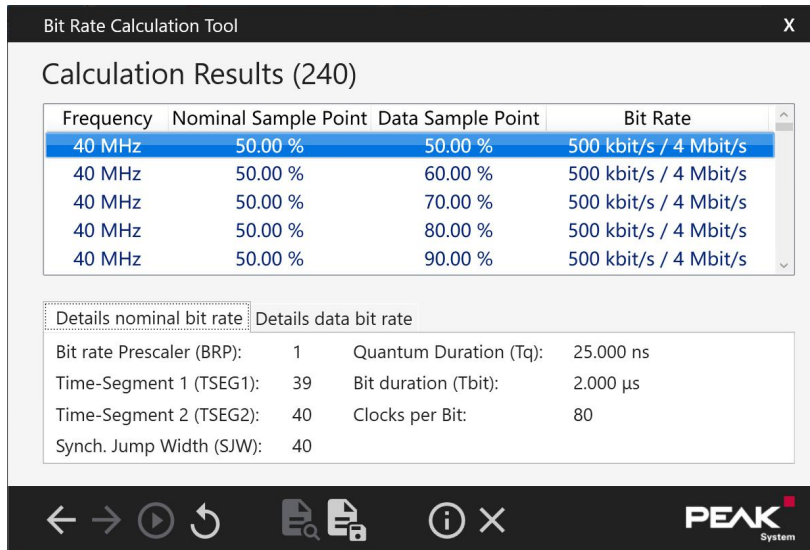 Bit Rate Calculation Tool X
Calculation Results (240)
Frequency Nominal Sample Point Data Sample Point Bit Rate
40 MHz 50.00 % 50.00 % 500 kbit/s / 4 Mbit/s
40 MHz 50.00 % 60.00 % 500 kbit/s / 4 Mbit/s
40 MHz 50.00 % 70.00 % 500 kbit/s / 4 Mbit/s
40 MHz 50.00 % 80.00 % 500 kbit/s / 4 Mbit/s
40 MHz 50.00 % 90.00 % 500 kbit/s / 4 Mbit/s
Details nominal bit rate Details data bit rate
Bit rate Prescaler (BRP): 1 Quantum Duration (Tq): 25.000 ns
Time-Segment 1 (TSEG1): 39 Bit duration (Tbit): 2.000 µs
Time-Segment 2 (TSEG2): 40 Clocks per Bit: 80
Synch. Jump Width (SJW): 40
PEAK
System